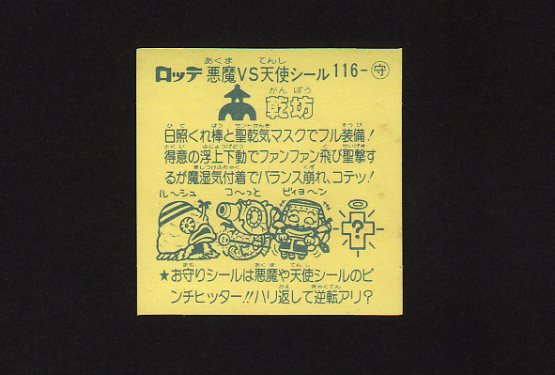 ロッテ 悪魔VS天使シール 116-守
乾坊
日照くれ棒と聖乾気マスクでフル装備!
得意の浮上下動でファンファン飛び聖撃す
るが魔湿気付着でバランス崩れ、コテッ!
ル〜シュ コ〜っと ビィョ〜ン
?
★お守りシールは悪魔や天使シールのピ
ンチヒッター!!ハリ返して逆転アリ?